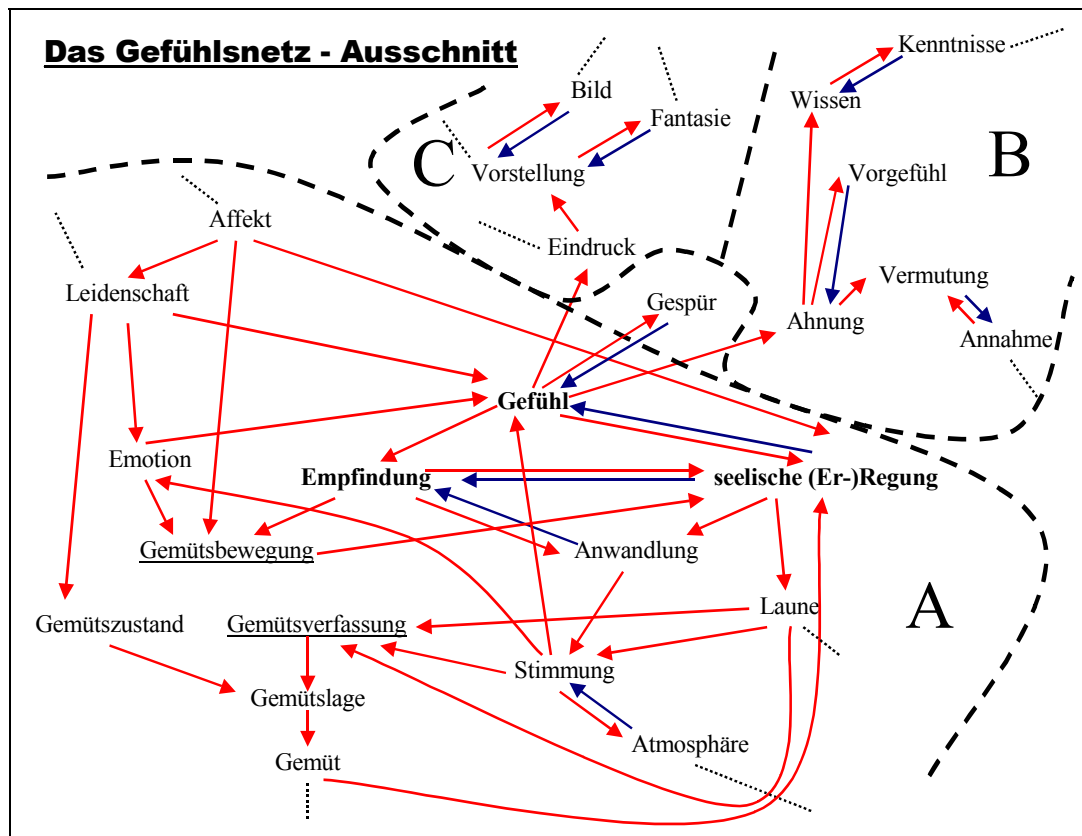 Das Gefühlsnetz - Ausschnitt
Kenntnisse
Bild
Wissen
Fantasie
B
C
Vorstellung
Vorgefühl
Affekt
Eindruck
Vermutung
Leidenschaft
Gespür
Ahnung
Annahme
Gefühl
Emotion
Empfindung
seelische (Er-)Regung
Gemütsbewegung
Anwandlung
Laune
A
Gemütszustand
Gemütsverfassung
Stimmung
Gemütslage
Atmosphäre
Gemüt